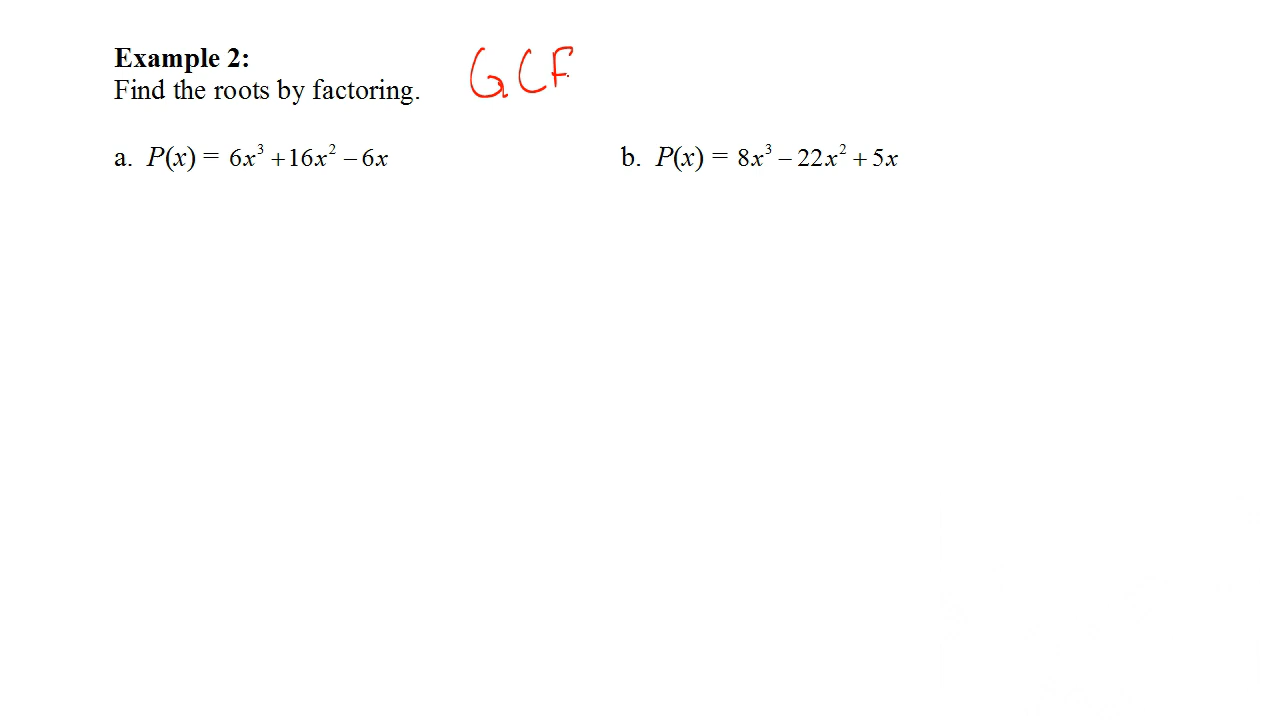 Example 2:
Find the roots by factoring. GCF
a. P(x) = 6x³ + 16x² − 6x b. P(x) = 8x³ − 22x² + 5x